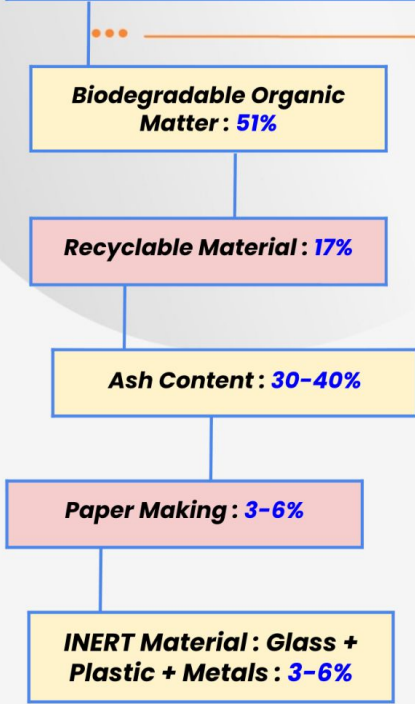 Biodegradable Organic
Matter : 51%
Recyclable Material : 17%
Ash Content : 30-40%
Paper Making : 3-6%
INERT Material : Glass +
Plastic + Metals : 3-6%